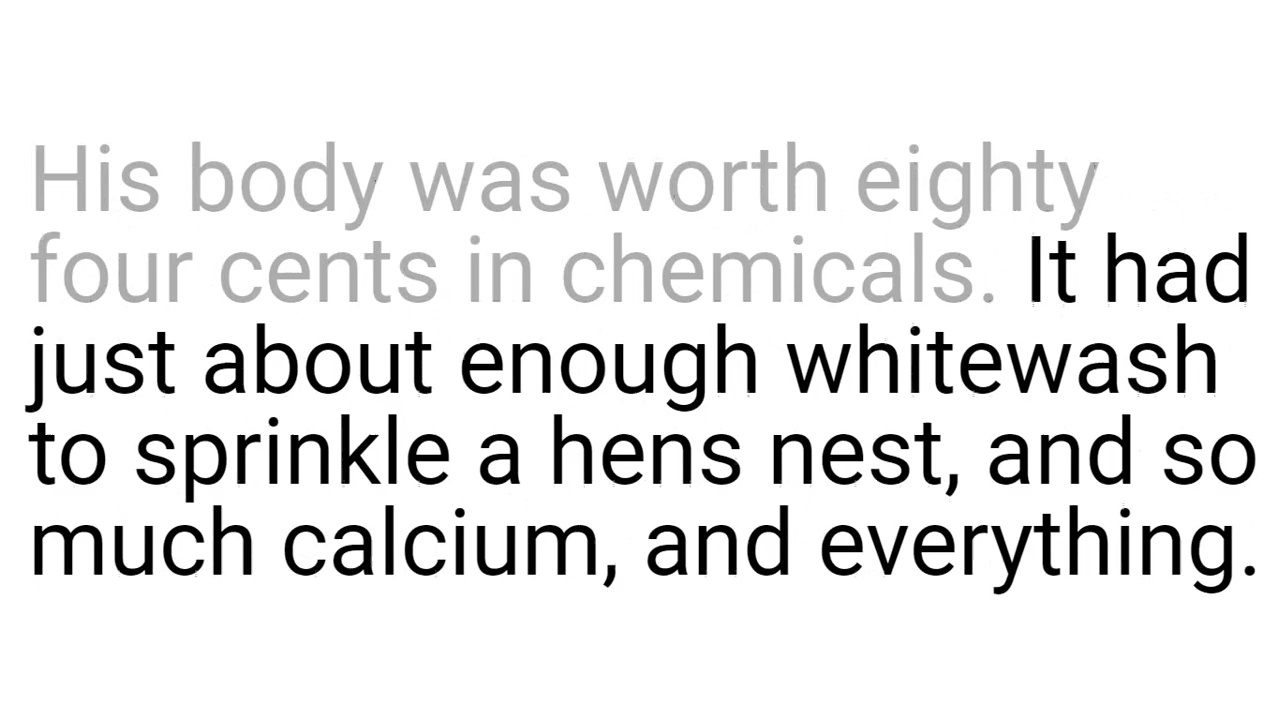 His body was worth eighty
four cents in chemicals. It had
just about enough whitewash
to sprinkle a hens nest, and so
much calcium, and everything.